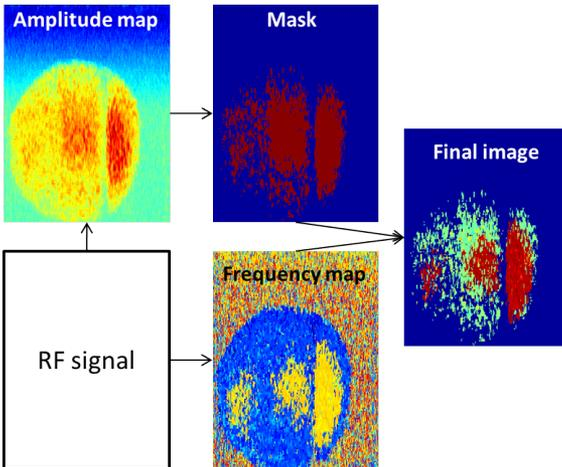 Amplitude map
Mask
Final image
RF signal
Frequency map